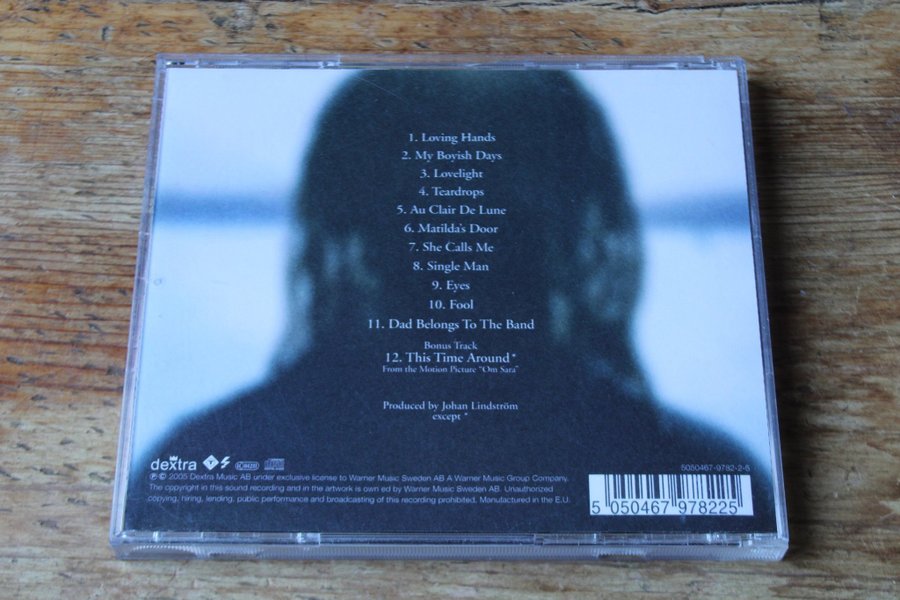 1. Loving Hands
2. My Boyish Days
3. Lovelight
4. Teardrops
5. Au Clair De Lune
6. Matilda's Door
7. She Calls Me
8. Single Man
9. Eyes
10. Fool
11. Dad Belongs To The Band
Bonus Track
12. This Time Around*
From the Motion Picture "Om Sara"
Produced by Johan Lindström
except *
dextra
5050467-9782-2-5
℗ © 2005 Dextra Music AB under exclusive license to Warner Music Sweden AB A Warner Music Group Company.
The copyright in this sound recording and in the artwork is own ed by Warner Music Sweden AB. Unauthorized
copying, hiring, lending, public performance and broadcasting of this recording prohibited. Manufactured in the E.U.
5 050467 978225